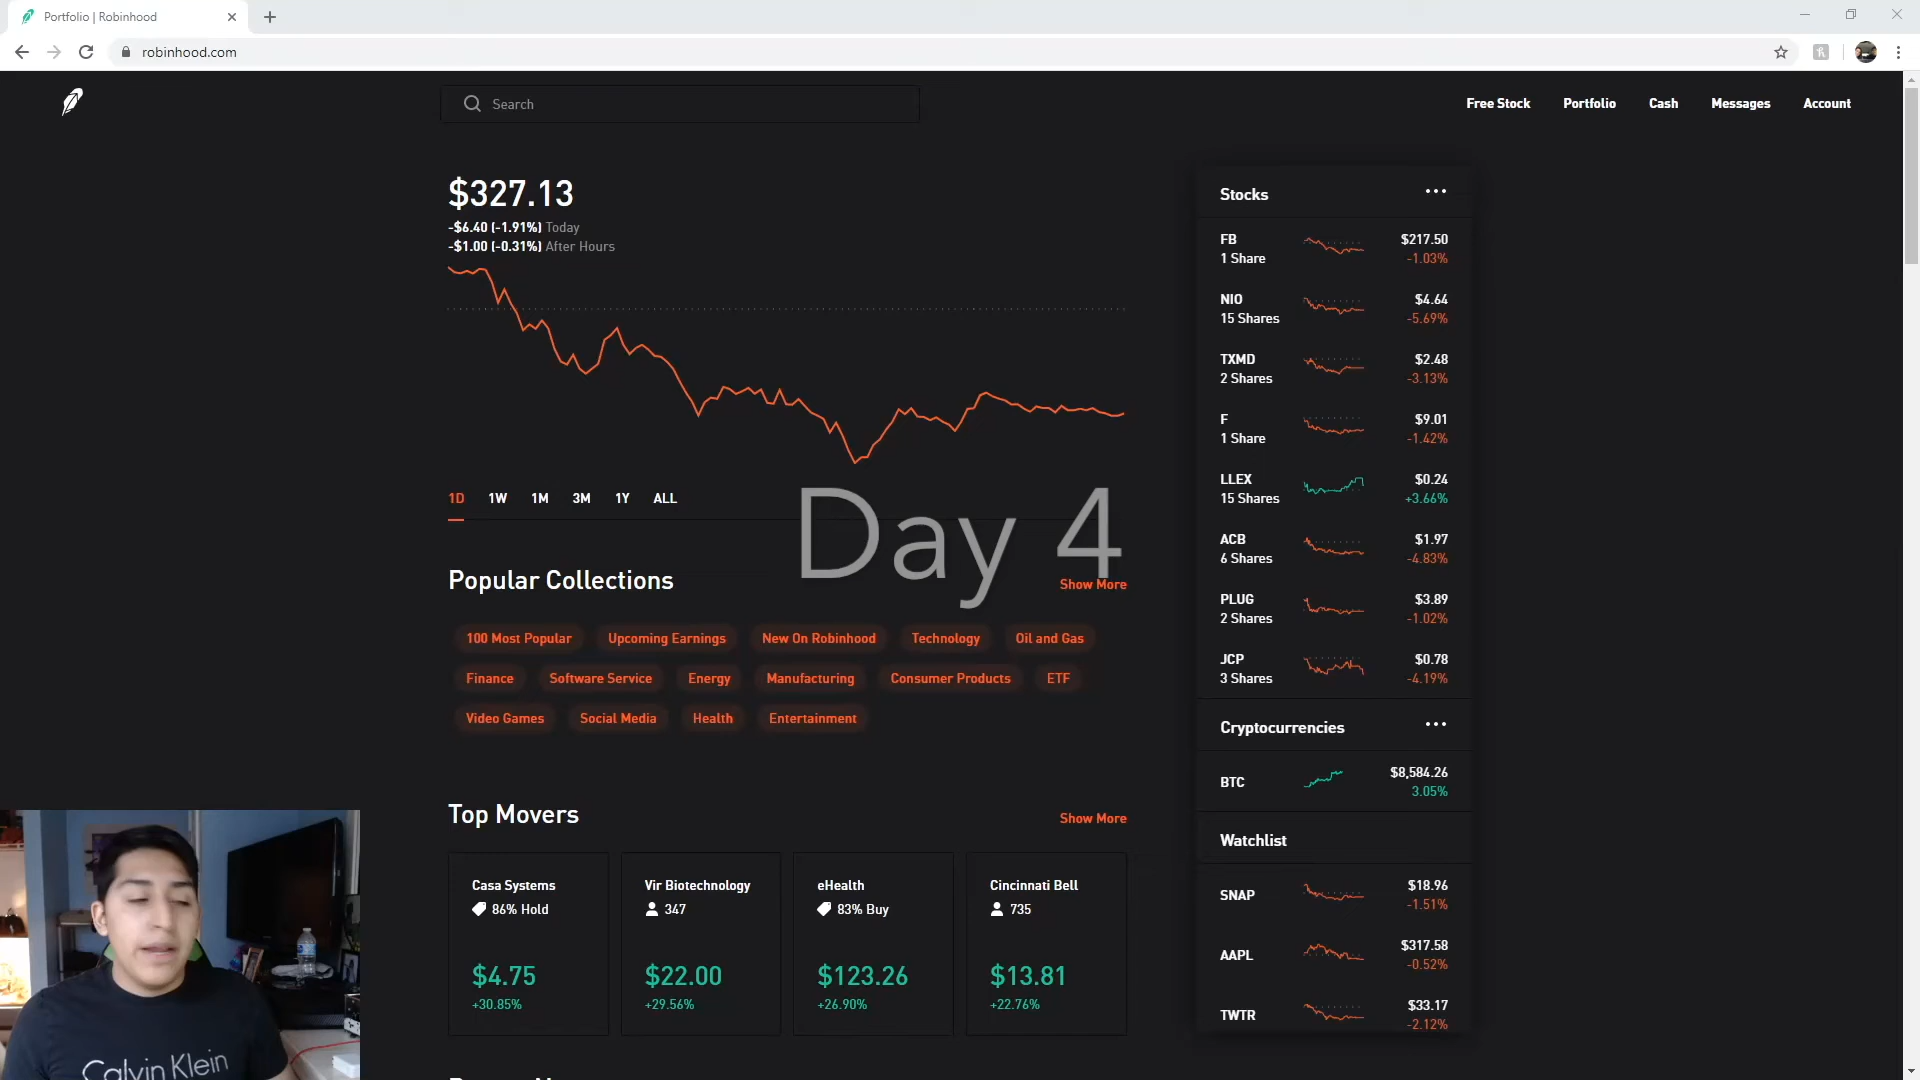 Portfolio | Robinhood
robinhood.com
Search
Free Stock Portfolio Cash Messages Account
$327.13
-$6.40 (-1.91%) Today
-$1.00 (-0.31%) After Hours
1D 1W 1M 3M 1Y ALL
Day 4
Popular Collections
Show More
100 Most Popular Upcoming Earnings New On Robinhood Technology Oil and Gas
Finance Software Service Energy Manufacturing Consumer Products ETF
Video Games Social Media Health Entertainment
Top Movers
Show More
Casa Systems
86% Hold
$4.75
+30.85%
Vir Biotechnology
347
$22.00
+29.56%
eHealth
83% Buy
$123.26
+26.90%
Cincinnati Bell
735
$13.81
+22.76%
Stocks
FB $217.50
1 Share -1.03%
NIO $4.64
15 Shares -5.69%
TXMD $2.48
2 Shares -3.13%
F $9.01
1 Share -1.42%
LLEX $0.24
15 Shares +3.66%
ACB $1.97
6 Shares -4.83%
PLUG $3.89
2 Shares -1.02%
JCP $0.78
3 Shares -4.19%
Cryptocurrencies
BTC $8,584.26
3.05%
Watchlist
SNAP $18.96
-1.51%
AAPL $317.58
-0.52%
TWTR $33.17
-2.12%
Calvin Klein